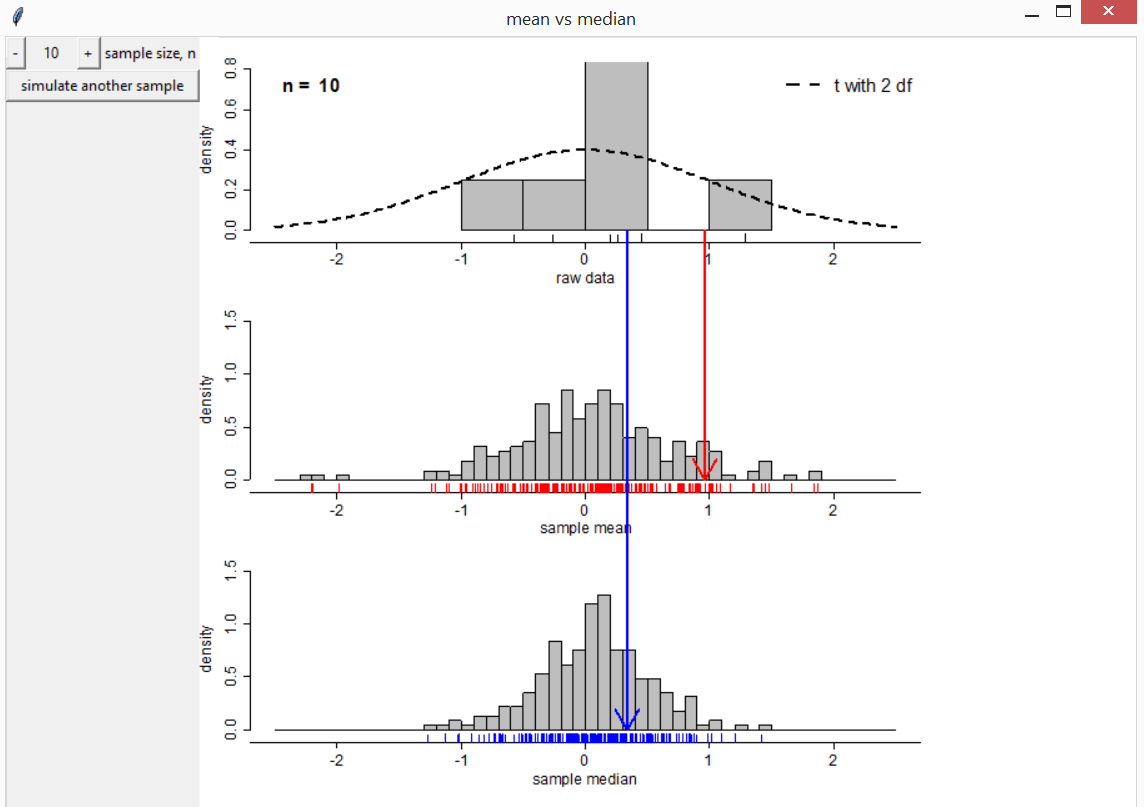 mean vs median
- 10 + sample size, n
simulate another sample
n = 10
t with 2 df
density
0.0 0.2 0.4 0.6 0.8
-2 -1 0 1 2
raw data
density
0.0 0.5 1.0 1.5
-2 -1 0 1 2
sample mean
density
0.0 0.5 1.0 1.5
-2 -1 0 1 2
sample median